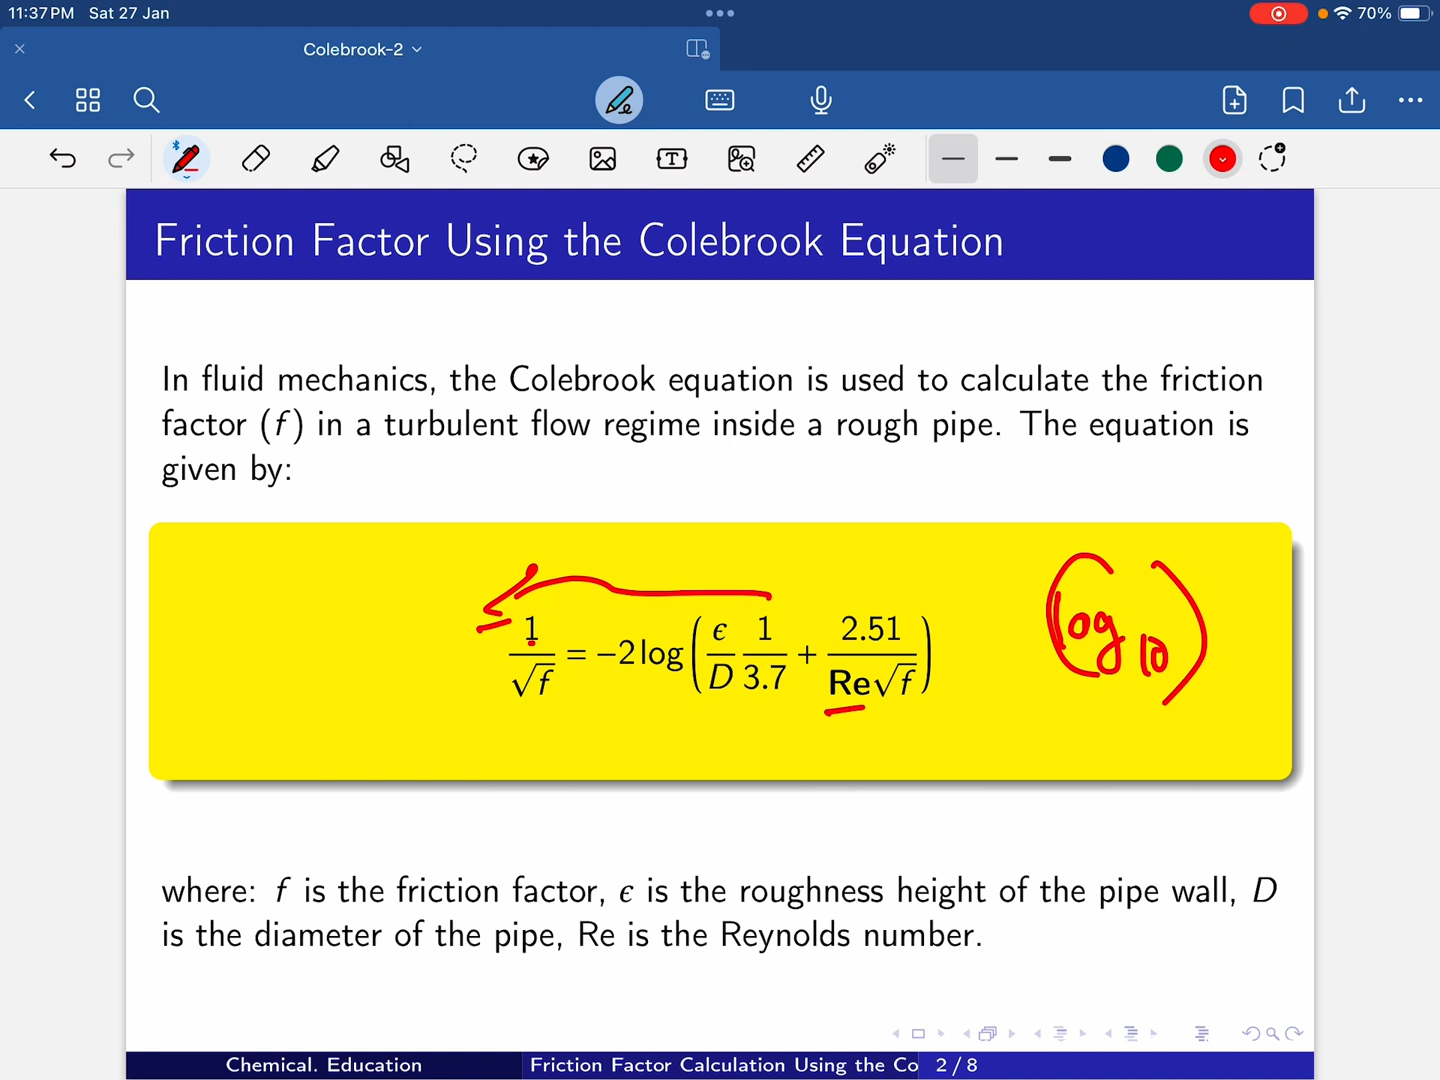 11:37 PM Sat 27 Jan
70%
Colebrook-2
Friction Factor Using the Colebrook Equation
In fluid mechanics, the Colebrook equation is used to calculate the friction
factor (f) in a turbulent flow regime inside a rough pipe. The equation is
given by:
1/√f = −2 log(ϵ/D 1/3.7 + 2.51/Re√f)
(log10)
where: f is the friction factor, ϵ is the roughness height of the pipe wall, D
is the diameter of the pipe, Re is the Reynolds number.
Chemical. Education
Friction Factor Calculation Using the Co
2 / 8